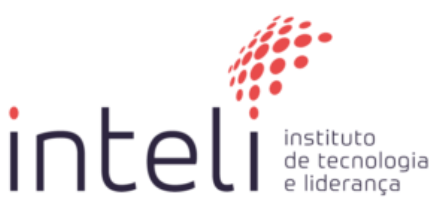 inteli
instituto
de tecnologia
e liderança